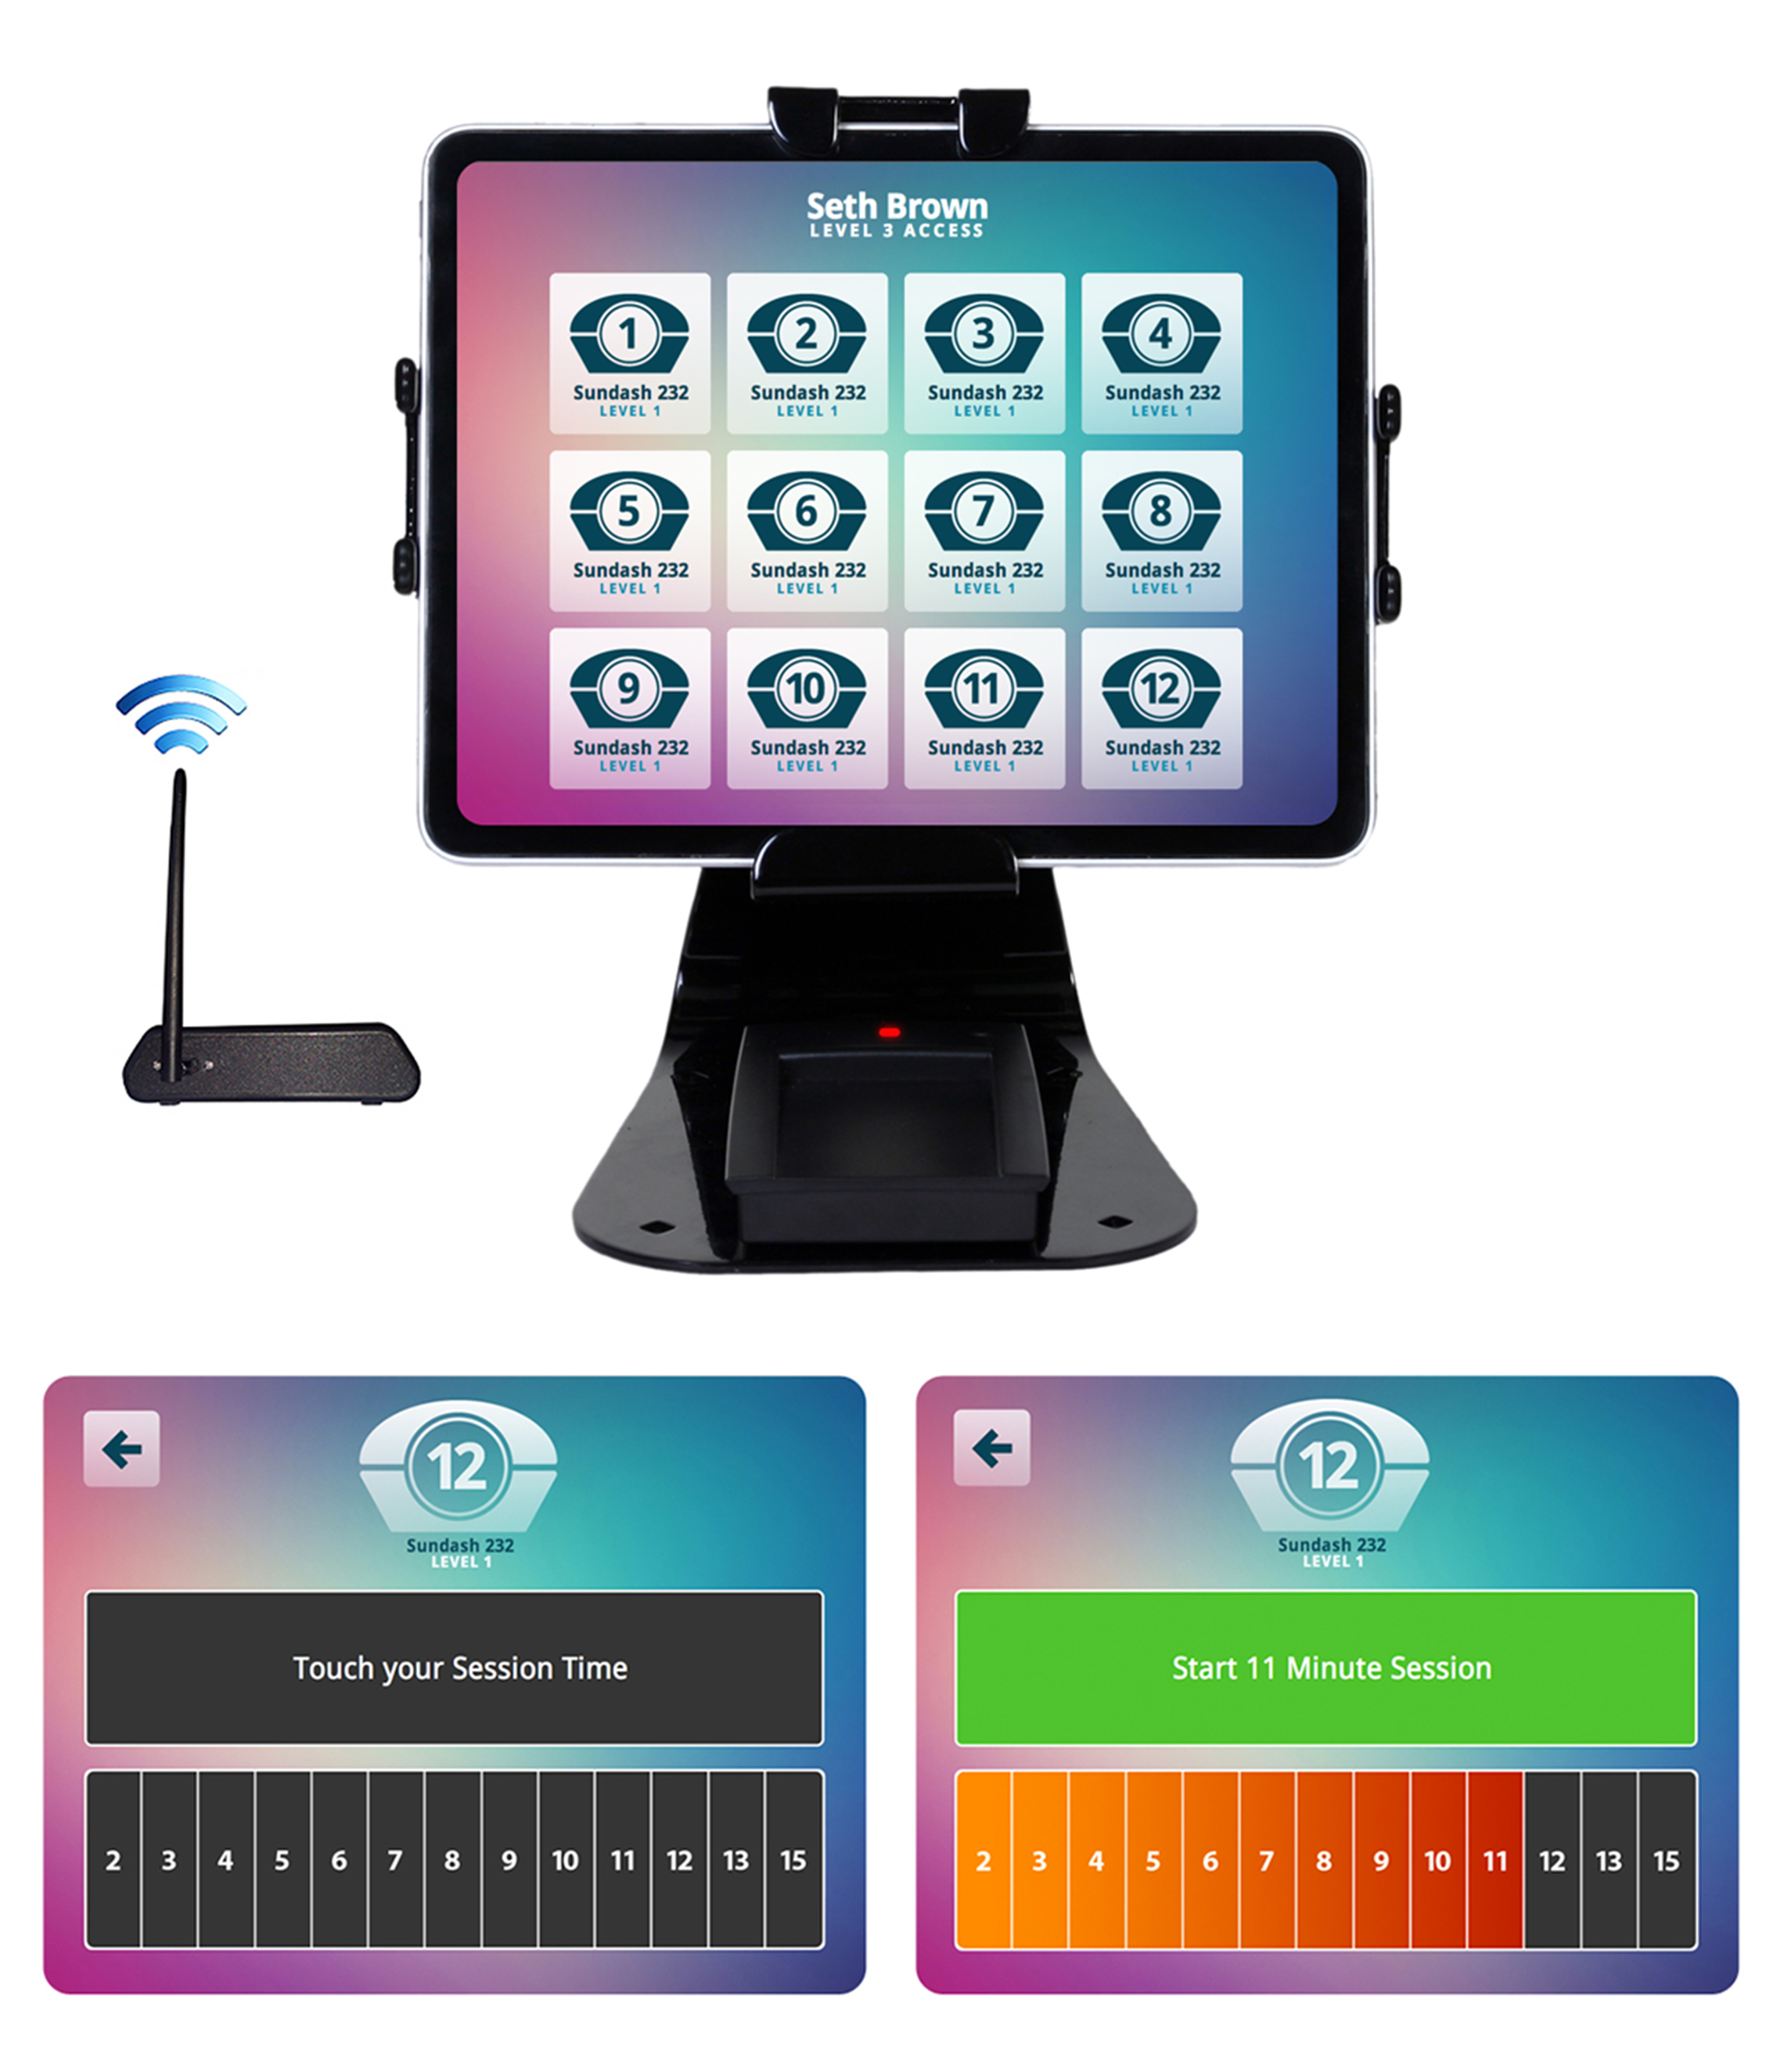 Seth Brown
LEVEL 3 ACCESS
1 2 3 4
Sundash 232 Sundash 232 Sundash 232 Sundash 232
LEVEL 1 LEVEL 1 LEVEL 1 LEVEL 1
5 6 7 8
Sundash 232 Sundash 232 Sundash 232 Sundash 232
LEVEL 1 LEVEL 1 LEVEL 1 LEVEL 1
9 10 11 12
Sundash 232 Sundash 232 Sundash 232 Sundash 232
LEVEL 1 LEVEL 1 LEVEL 1 LEVEL 1
12
Sundash 232
LEVEL 1
Touch your Session Time
2 3 4 5 6 7 8 9 10 11 12 13 15
12
Sundash 232
LEVEL 1
Start 11 Minute Session
2 3 4 5 6 7 8 9 10 11 12 13 15